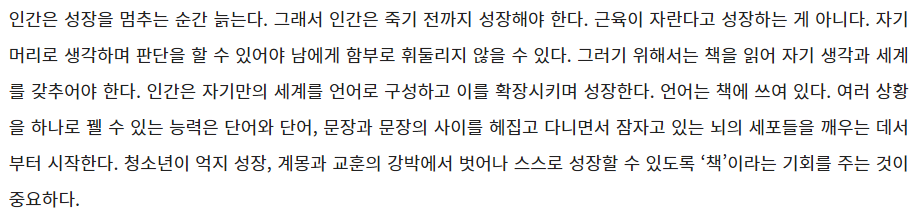 인간은 성장을 멈추는 순간 늙는다. 그래서 인간은 죽기 전까지 성장해야 한다. 근육이 자란다고 성장하는 게 아니다. 자기
머리로 생각하며 판단을 할 수 있어야 남에게 함부로 휘둘리지 않을 수 있다. 그러기 위해서는 책을 읽어 자기 생각과 세계
를 갖추어야 한다. 인간은 자기만의 세계를 언어로 구성하고 이를 확장시키며 성장한다. 언어는 책에 쓰여 있다. 여러 상황
을 하나로 꿸 수 있는 능력은 단어와 단어, 문장과 문장의 사이를 헤집고 다니면서 잠자고 있는 뇌의 세포들을 깨우는 데서
부터 시작한다. 청소년이 억지 성장, 계몽과 교훈의 강박에서 벗어나 스스로 성장할 수 있도록 ‘책’이라는 기회를 주는 것이
중요하다.